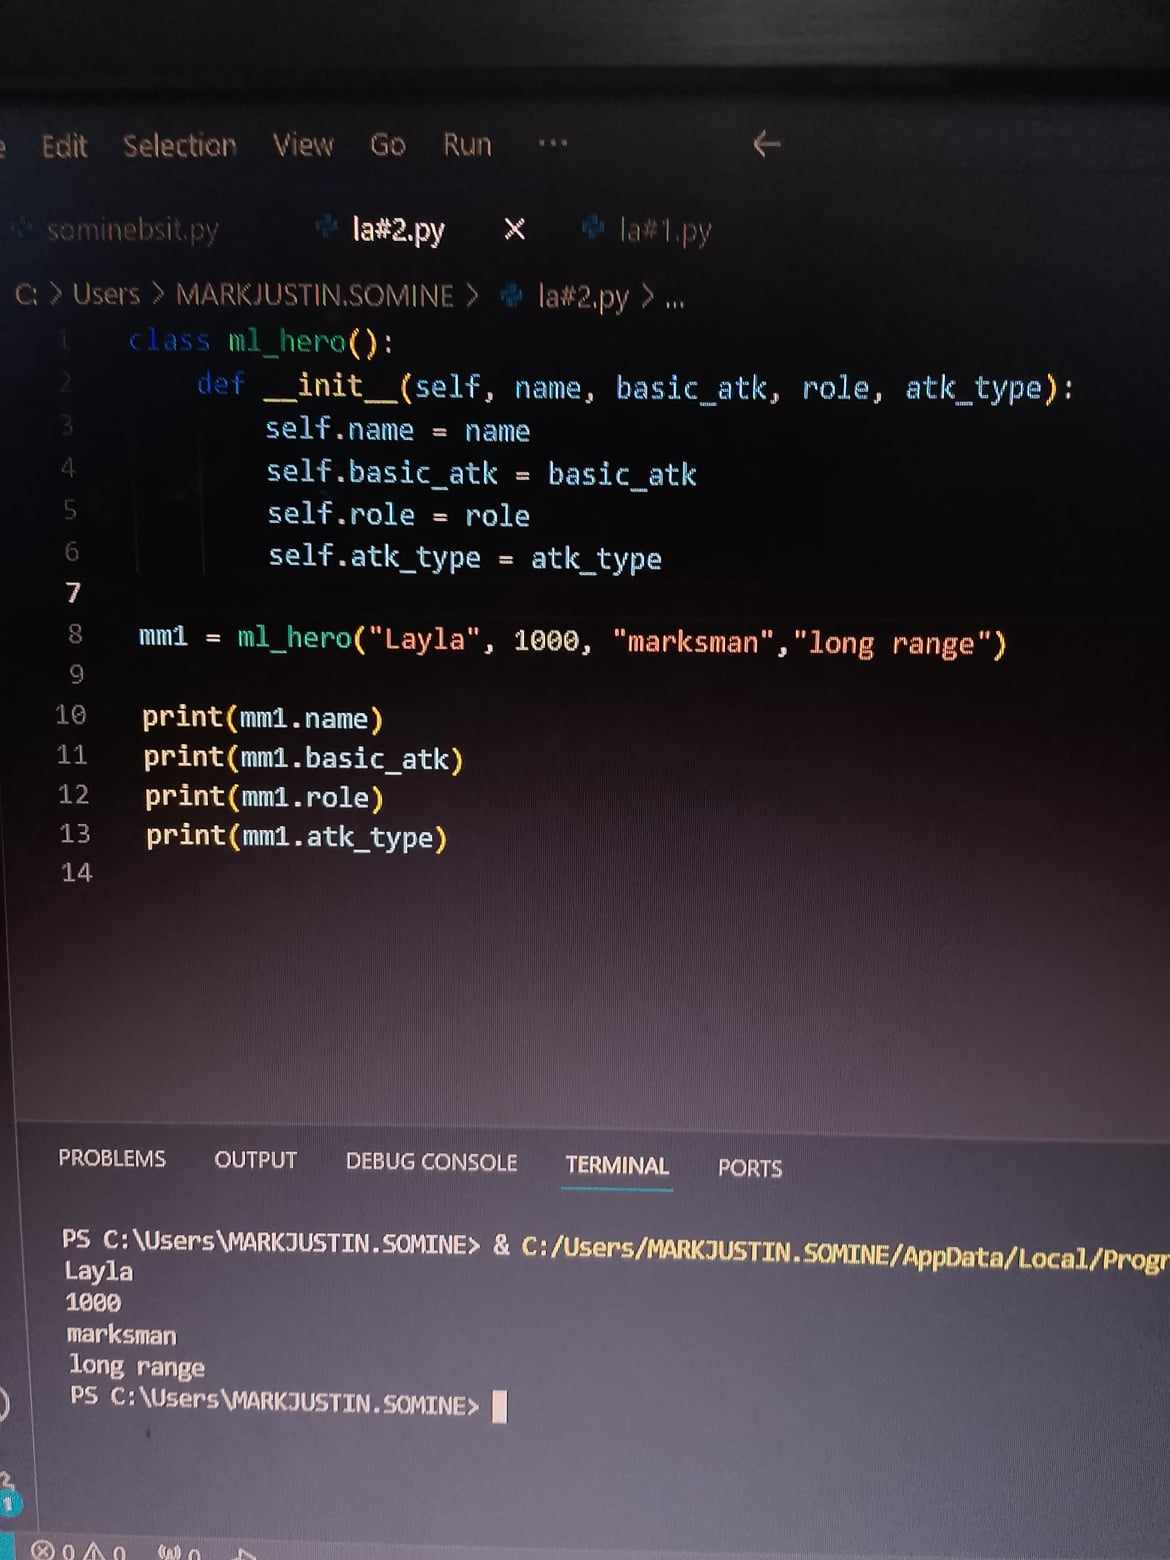 Edit Selection View Go Run ...
sominebsit.py la#2.py la#1.py
C: > Users > MARKJUSTIN.SOMINE > la#2.py > ...
1 class ml_hero():
2 def __init__(self, name, basic_atk, role, atk_type):
3 self.name = name
4 self.basic_atk = basic_atk
5 self.role = role
6 self.atk_type = atk_type
7
8 mm1 = ml_hero("Layla", 1000, "marksman","long range")
9
10 print(mm1.name)
11 print(mm1.basic_atk)
12 print(mm1.role)
13 print(mm1.atk_type)
14
PROBLEMS OUTPUT DEBUG CONSOLE TERMINAL PORTS
PS C:\Users\MARKJUSTIN.SOMINE> & C:/Users/MARKJUSTIN.SOMINE/AppData/Local/Progr
Layla
1000
marksman
long range
PS C:\Users\MARKJUSTIN.SOMINE>
1
0 0 0